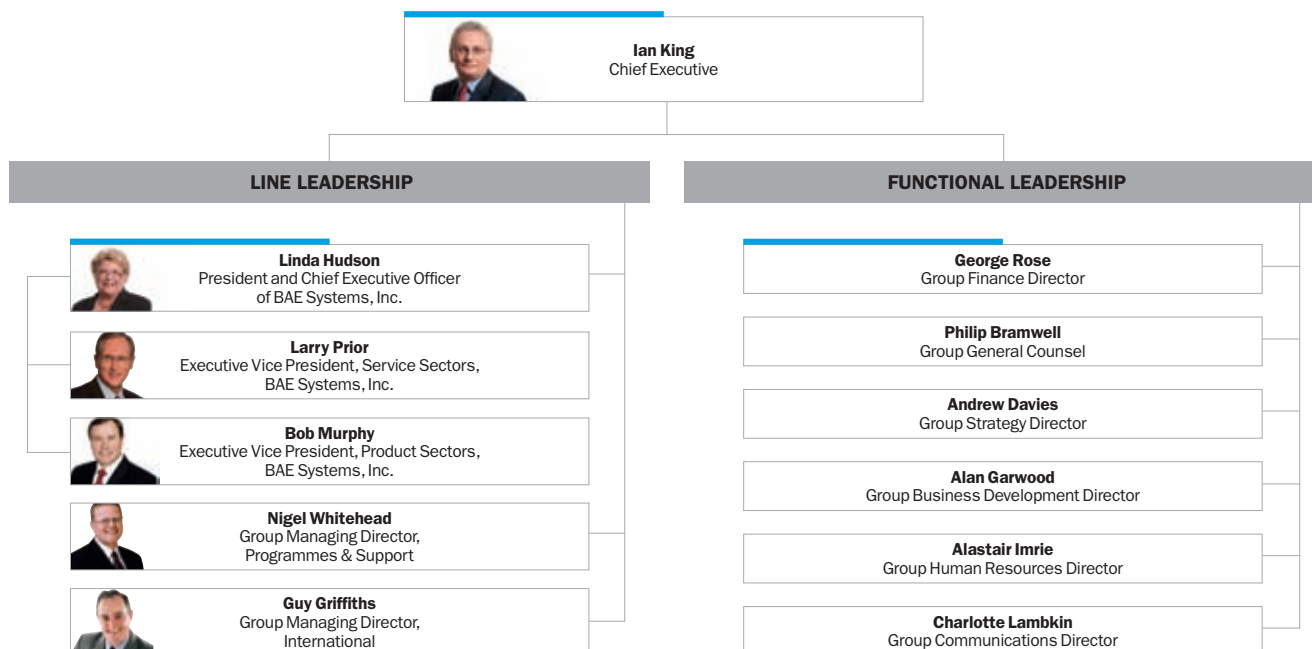 Ian King
Chief Executive
LINE LEADERSHIP
Linda Hudson
President and Chief Executive Officer
of BAE Systems, Inc.
Larry Prior
Executive Vice President, Service Sectors,
BAE Systems, Inc.
Bob Murphy
Executive Vice President, Product Sectors,
BAE Systems, Inc.
Nigel Whitehead
Group Managing Director,
Programmes & Support
Guy Griffiths
Group Managing Director,
International
FUNCTIONAL LEADERSHIP
George Rose
Group Finance Director
Philip Bramwell
Group General Counsel
Andrew Davies
Group Strategy Director
Alan Garwood
Group Business Development Director
Alastair Imrie
Group Human Resources Director
Charlotte Lambkin
Group Communications Director